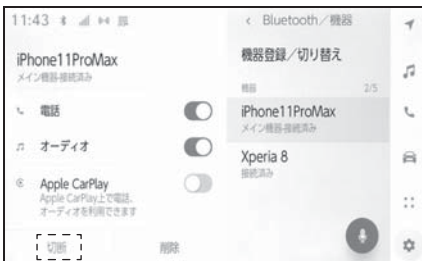 11:43
iPhone11ProMax
メイン機器-接続済み
電話
オーディオ
Apple CarPlay
Apple CarPlay上で電話、
オーディオを利用できます
切断
削除
< Bluetooth／機器
機器登録／切り替え
機器 2/5
iPhone11ProMax
メイン機器-接続済み
Xperia 8
接続済み